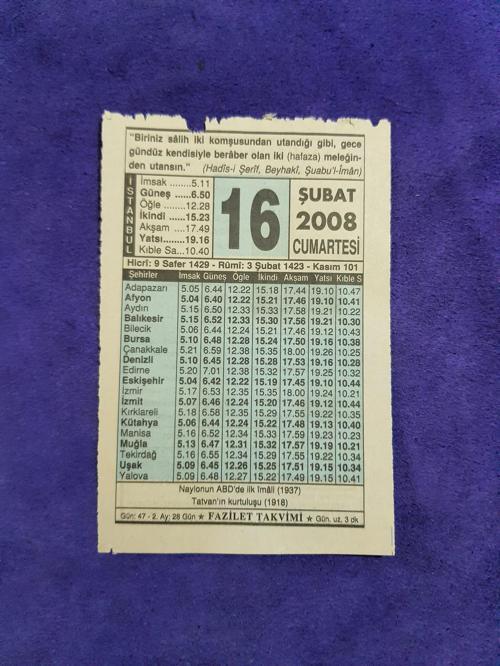 "Biriniz sâlih iki komşusundan utandığı gibi, gece
gündüz kendisiyle berâber olan iki (hafaza) meleğin-
den utansın." (Hadîs-i Şerîf, Beyhakî, Şuabu'l-Îmân)
İSTANBUL
İmsak ........5.11
Güneş ......6.50
Öğle ........12.28
İkindi ......15.23
Akşam ....17.49
Yatsı........19.16
Kıble Sa...10.40
16
ŞUBAT
2008
CUMARTESİ
Hicrî: 9 Safer 1429 - Rûmî: 3 Şubat 1423 - Kasım 101
Şehirler İmsak Güneş Öğle İkindi Akşam Yatsı Kıble S
Adapazarı 5.05 6.44 12.22 15.18 17.44 19.10 10.47
Afyon 5.04 6.40 12.22 15.21 17.46 19.10 10.41
Aydın 5.15 6.50 12.33 15.33 17.58 19.21 10.22
Balıkesir 5.15 6.52 12.33 15.30 17.56 19.21 10.30
Bilecik 5.06 6.44 12.24 15.21 17.46 19.12 10.43
Bursa 5.10 6.48 12.28 15.24 17.50 19.16 10.38
Çanakkale 5.21 6.59 12.38 15.35 18.00 19.26 10.25
Denizli 5.10 6.45 12.28 15.28 17.53 19.16 10.28
Edirne 5.20 7.01 12.38 15.32 17.57 19.25 10.32
Eskişehir 5.04 6.42 12.22 15.19 17.45 19.10 10.44
İzmir 5.17 6.53 12.35 15.35 18.00 19.24 10.21
İzmit 5.07 6.46 12.24 15.20 17.46 19.12 10.44
Kırklareli 5.18 6.58 12.35 15.29 17.55 19.22 10.35
Kütahya 5.06 6.44 12.24 15.22 17.48 19.13 10.40
Manisa 5.16 6.52 12.34 15.33 17.59 19.23 10.23
Muğla 5.13 6.47 12.31 15.32 17.57 19.19 10.21
Tekirdağ 5.16 6.55 12.34 15.29 17.55 19.22 10.34
Uşak 5.09 6.45 12.26 15.25 17.51 19.15 10.34
Yalova 5.09 6.48 12.27 15.22 17.49 19.15 10.41
Naylonun ABD'de ilk îmâli (1937)
Tatvan'ın kurtuluşu (1918)
Gün: 47 - 2. Ay: 28 Gün ★ FAZİLET TAKVİMİ ★ Gün. uz. 3 dk